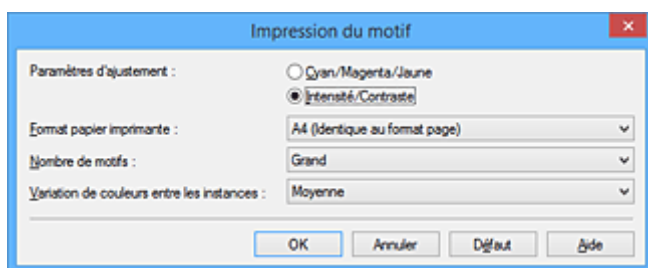 Impression du motif
Paramètres d'ajustement :
Cyan/Magenta/Jaune
Intensité/Contraste
Format papier imprimante :
A4 (Identique au format page)
Nombre de motifs :
Grand
Variation de couleurs entre les instances :
Moyenne
OK Annuler Défaut Aide